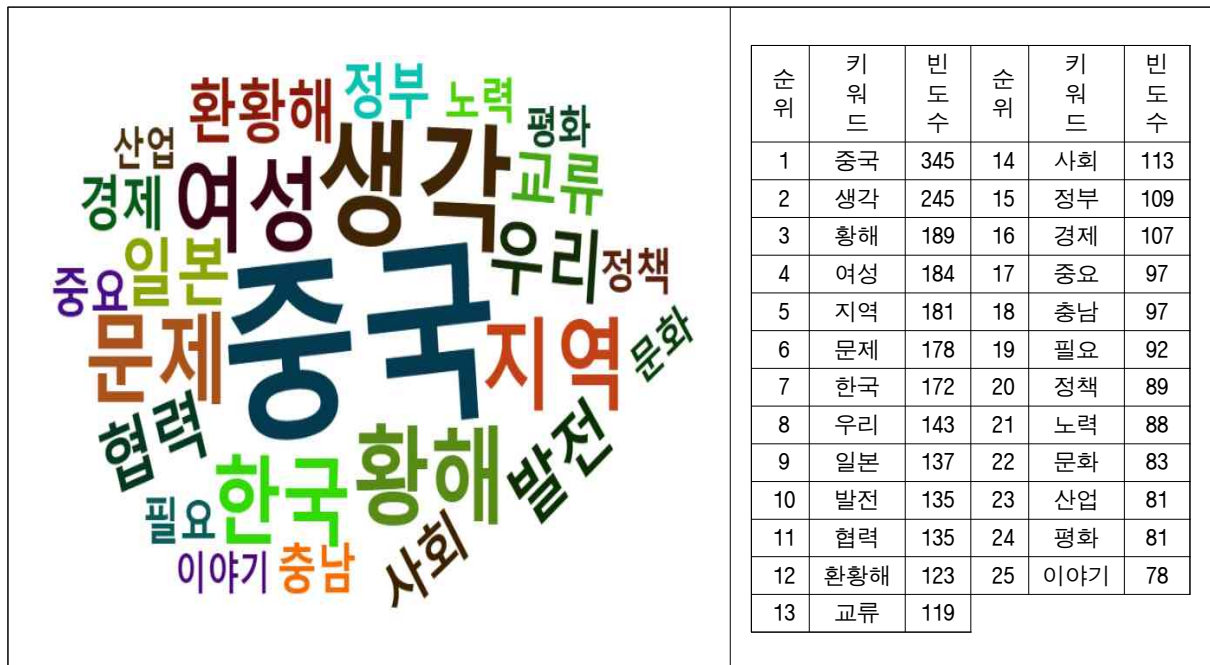 환황해 정부 노력
산업 생각 평화
경제 여성 교류
일본 우리 정책
중요 중국
문제 지역 문화
협력 한국 황해 발전
필요 사회
이야기 충남
순위 키워드 빈도수 순위 키워드 빈도수
1 중국 345 14 사회 113
2 생각 245 15 정부 109
3 황해 189 16 경제 107
4 여성 184 17 중요 97
5 지역 181 18 충남 97
6 문제 178 19 필요 92
7 한국 172 20 정책 89
8 우리 143 21 노력 88
9 일본 137 22 문화 83
10 발전 135 23 산업 81
11 협력 135 24 평화 81
12 환황해 123 25 이야기 78
13 교류 119